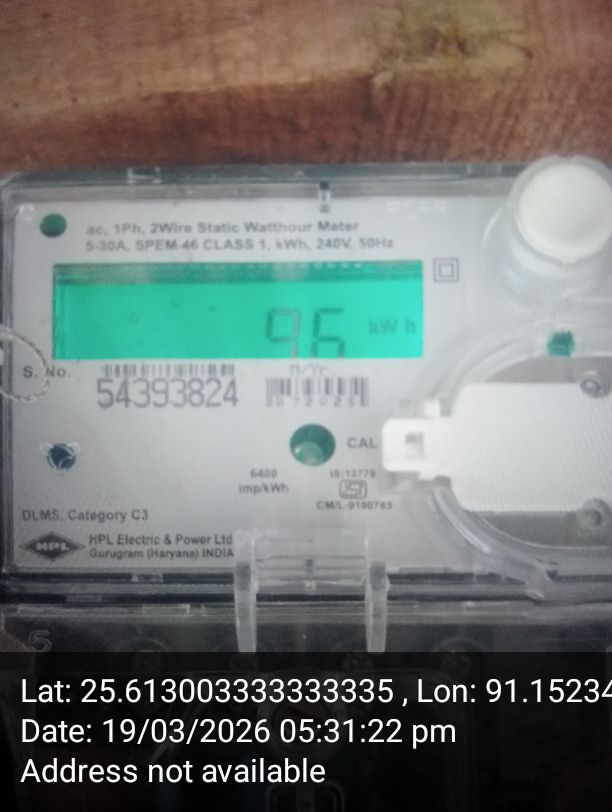 ac, 1Ph, 2Wire Static Watthour Meter
5-30A, SPEM-46 CLASS 1, kWh, 240V, 50Hz
96 kWh
S. No.
54393824
M/Yr
072025
CAL
6400
imp/kWh
IS:13779
ISI
CM/L-9190783
DLMS, Category C3
HPL
HPL Electric & Power Ltd
Gurugram (Haryana) INDIA
Lat: 25.613003333333335 , Lon: 91.15234
Date: 19/03/2026 05:31:22 pm
Address not available